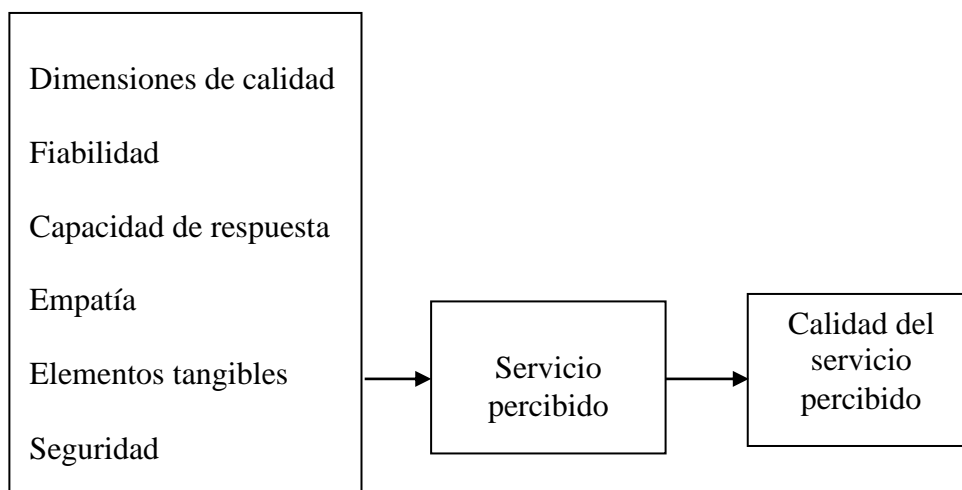 Dimensiones de calidad
Fiabilidad
Capacidad de respuesta
Empatía
Elementos tangibles
Seguridad
Servicio
percibido
Calidad del
servicio
percibido